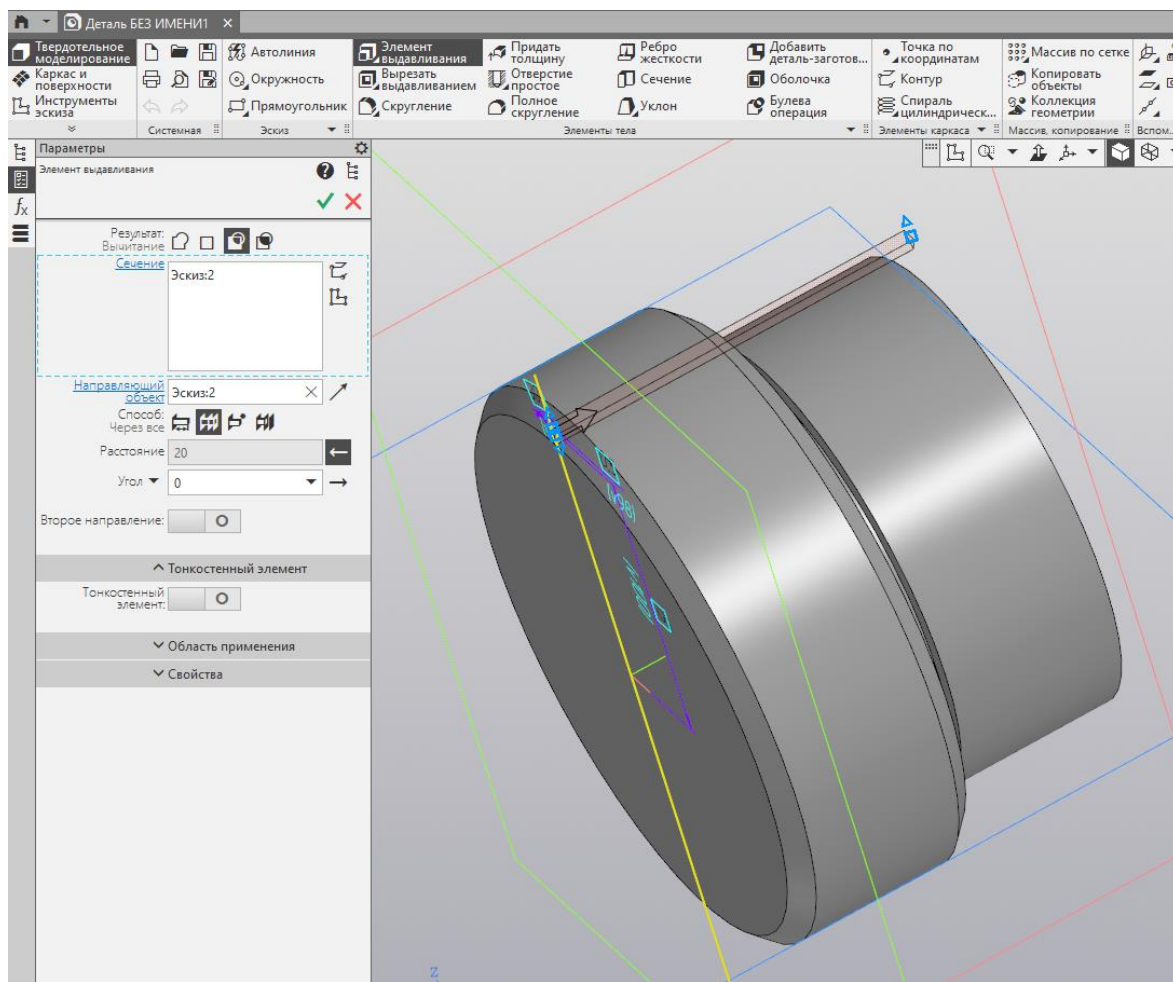 Деталь БЕЗ ИМЕНИ1
Твердотельное
моделирование
Каркас и
поверхности
Инструменты
эскиза
Системная
Автолиния
Окружность
Прямоугольник
Эскиз
Элемент
выдавливания
Вырезать
выдавливанием
Скругление
Придать
толщину
Отверстие
простое
Полное
скругление
Ребро
жесткости
Сечение
Уклон
Добавить
деталь-заготов...
Оболочка
Булева
операция
Элементы тела
Точка по
координатам
Контур
Спираль
цилиндрическ...
Элементы каркаса
Массив по сетке
Копировать
объекты
Коллекция
геометрии
Массив, копирование
Вспом...
Параметры
Элемент выдавливания
Результат:
Вычитание
Сечение
Эскиз:2
Направляющий
объект
Эскиз:2
Способ:
Через все
Расстояние
20
Угол
0
Второе направление:
Тонкостенный элемент
Тонкостенный
элемент:
Область применения
Свойства
(v98)
Z